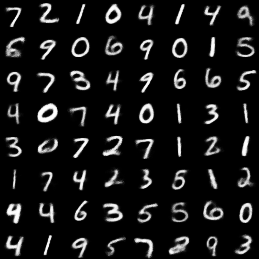 7 2 1 0 4 1 4 9
6 9 0 6 9 0 1 5
9 7 3 4 9 6 6 5
4 0 7 4 0 1 3 1
3 0 7 2 7 1 2 1
1 7 4 2 3 5 1 2
4 4 6 3 5 5 6 0
4 1 9 5 7 8 9 3